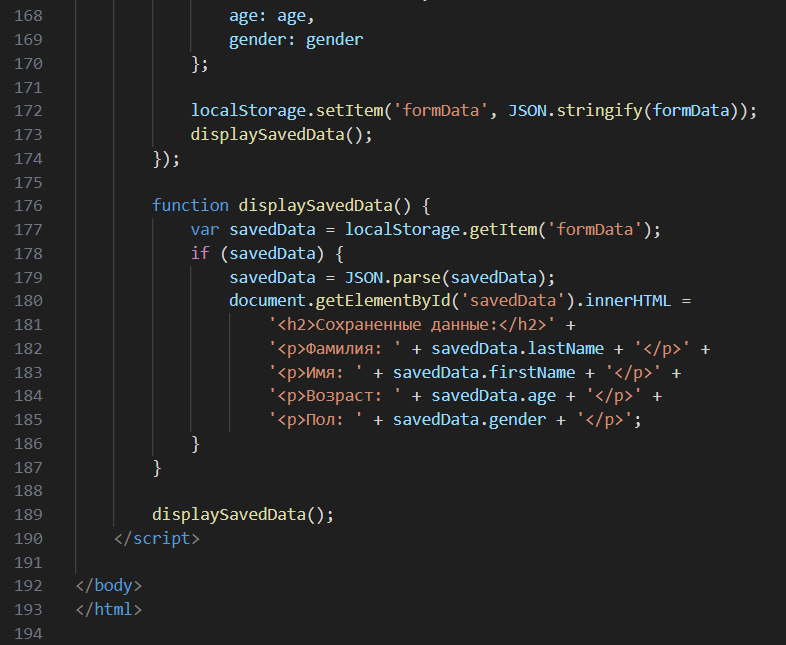 168 age: age,
169 gender: gender
170 };
171
172 localStorage.setItem('formData', JSON.stringify(formData));
173 displaySavedData();
174 });
175
176 function displaySavedData() {
177 var savedData = localStorage.getItem('formData');
178 if (savedData) {
179 savedData = JSON.parse(savedData);
180 document.getElementById('savedData').innerHTML =
181 '<h2>Сохраненные данные:</h2>' +
182 '<p>Фамилия: ' + savedData.lastName + '</p>' +
183 '<p>Имя: ' + savedData.firstName + '</p>' +
184 '<p>Возраст: ' + savedData.age + '</p>' +
185 '<p>Пол: ' + savedData.gender + '</p>';
186 }
187 }
188
189 displaySavedData();
190 </script>
191
192 </body>
193 </html>
194